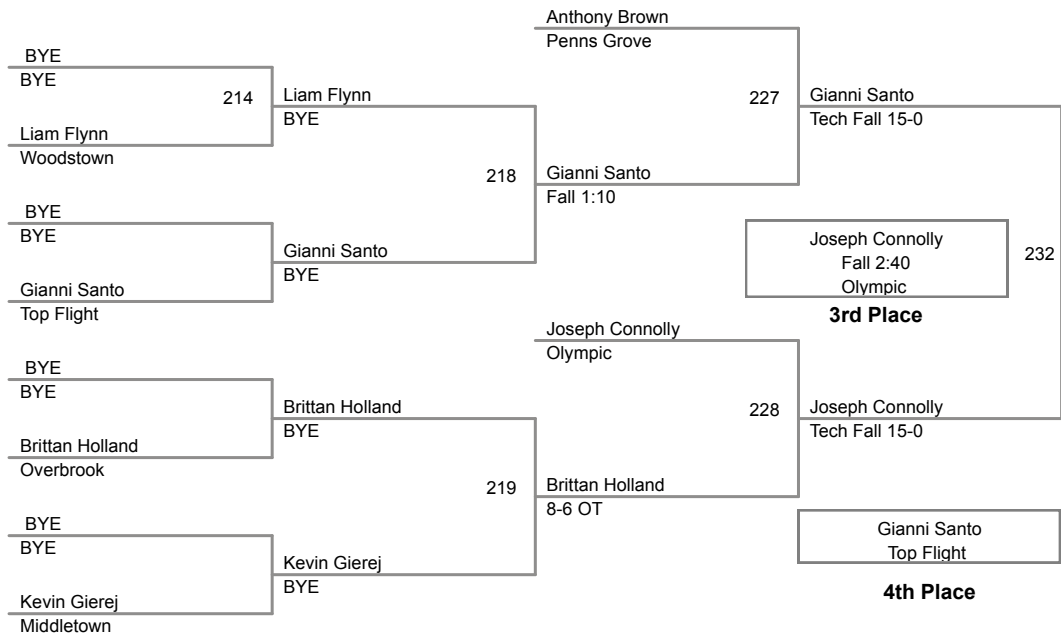 BYE
BYE
214
Liam Flynn
Woodstown
Liam Flynn
BYE
BYE
BYE
Gianni Santo
Top Flight
Gianni Santo
BYE
218
Anthony Brown
Penns Grove
Gianni Santo
Fall 1:10
227
Gianni Santo
Tech Fall 15-0
BYE
BYE
Brittan Holland
Overbrook
Brittan Holland
BYE
BYE
BYE
Kevin Gierej
Middletown
Kevin Gierej
BYE
219
Joseph Connolly
Olympic
Brittan Holland
8-6 OT
228
Joseph Connolly
Tech Fall 15-0
232
Joseph Connolly
Fall 2:40
Olympic
3rd Place
Gianni Santo
Top Flight
4th Place